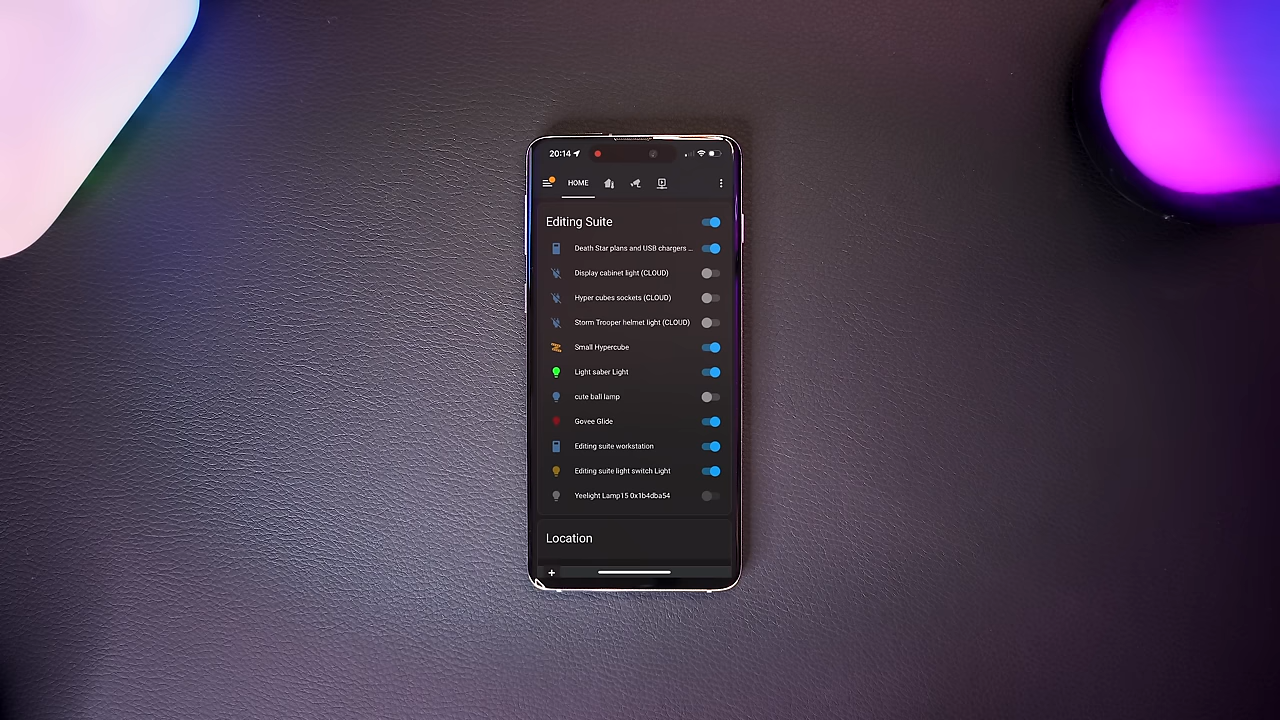 20:14
HOME
Editing Suite
Death Star plans and USB chargers ...
Display cabinet light (CLOUD)
Hyper cubes sockets (CLOUD)
Storm Trooper helmet light (CLOUD)
Small Hypercube
Light saber Light
cute ball lamp
Govee Glide
Editing suite workstation
Editing suite light switch Light
Yeelight Lamp15 0x1b4dba54
Location
+